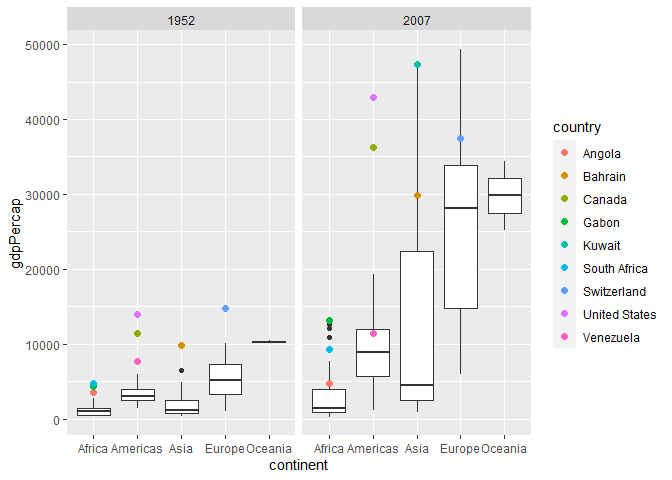 1952
2007
50000
40000
30000
20000
10000
0
gdpPercap
Africa Americas Asia Europe Oceania
Africa Americas Asia Europe Oceania
continent
country
Angola
Bahrain
Canada
Gabon
Kuwait
South Africa
Switzerland
United States
Venezuela